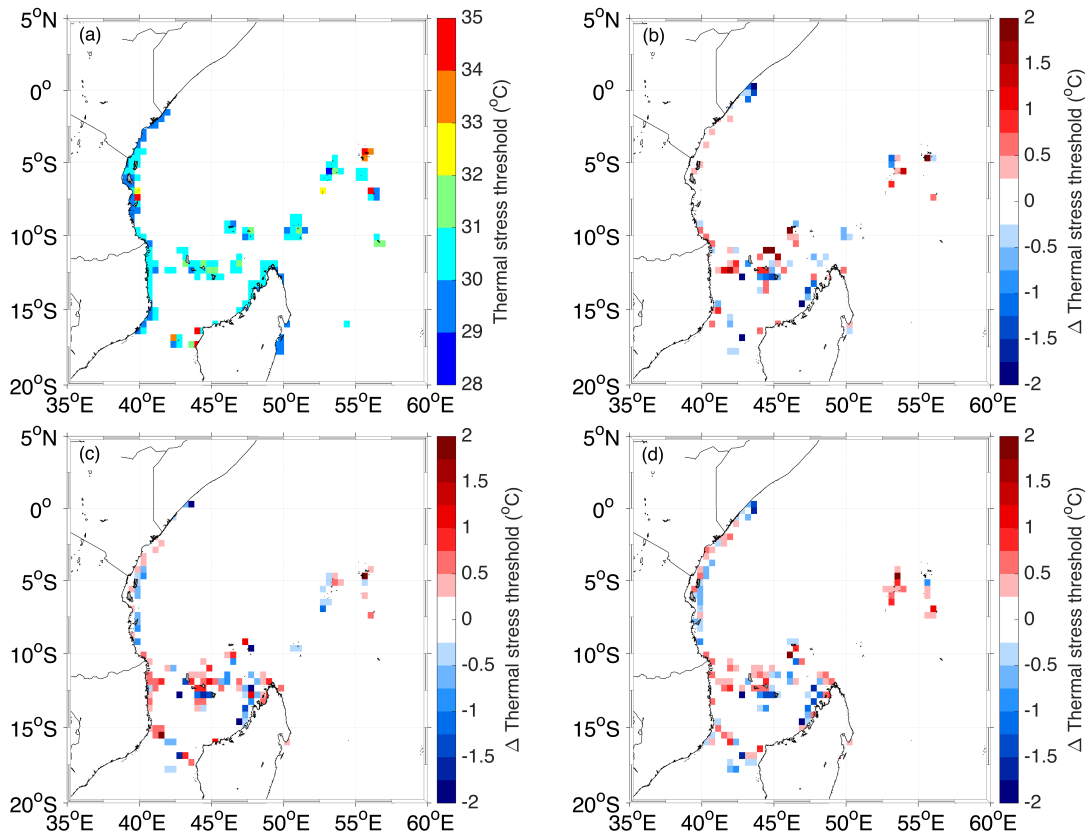 (a)
5°N
0°
5°S
10°S
15°S
20°S
35°E 40°E 45°E 50°E 55°E 60°E
35
34
33
32
31
30
29
28
Thermal stress threshold (°C)
(b)
5°N
0°
5°S
10°S
15°S
20°S
35°E 40°E 45°E 50°E 55°E 60°E
2
1.5
1
0.5
0
-0.5
-1
-1.5
-2
Δ Thermal stress threshold (°C)
(c)
5°N
0°
5°S
10°S
15°S
20°S
35°E 40°E 45°E 50°E 55°E 60°E
2
1.5
1
0.5
0
-0.5
-1
-1.5
-2
Δ Thermal stress threshold (°C)
(d)
5°N
0°
5°S
10°S
15°S
20°S
35°E 40°E 45°E 50°E 55°E 60°E
2
1.5
1
0.5
0
-0.5
-1
-1.5
-2
Δ Thermal stress threshold (°C)